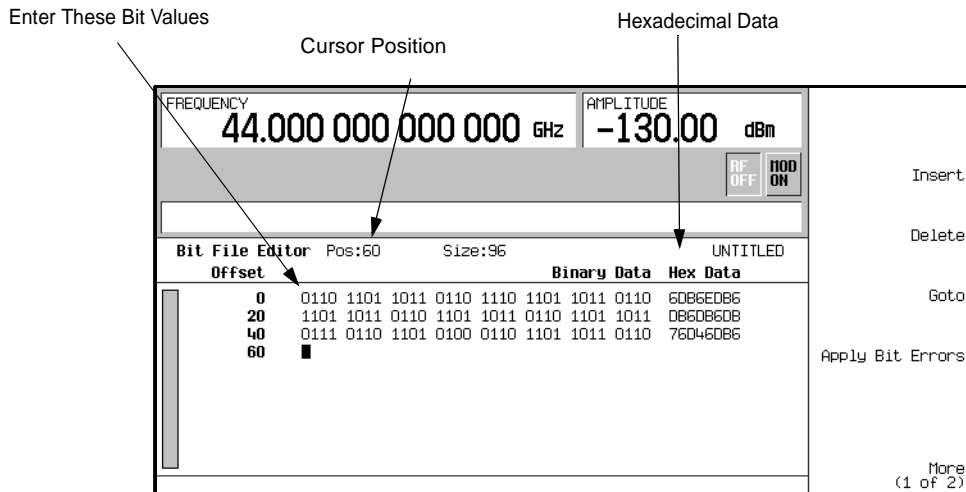 Enter These Bit Values
Hexadecimal Data
Cursor Position
FREQUENCY
44.000 000 000 000 GHz
AMPLITUDE
-130.00 dBm
RF OFF
MOD ON
Insert
Delete
Goto
Apply Bit Errors
More
(1 of 2)
Bit File Editor Pos:60 Size:96 UNTITLED
Offset Binary Data Hex Data
0 0110 1101 1011 0110 1110 1101 1011 0110 6DB6EDB6
20 1101 1011 0110 1101 1011 0110 1101 1011 DB6DB6DB
40 0111 0110 1101 0100 0110 1101 1011 0110 76D46DB6
60